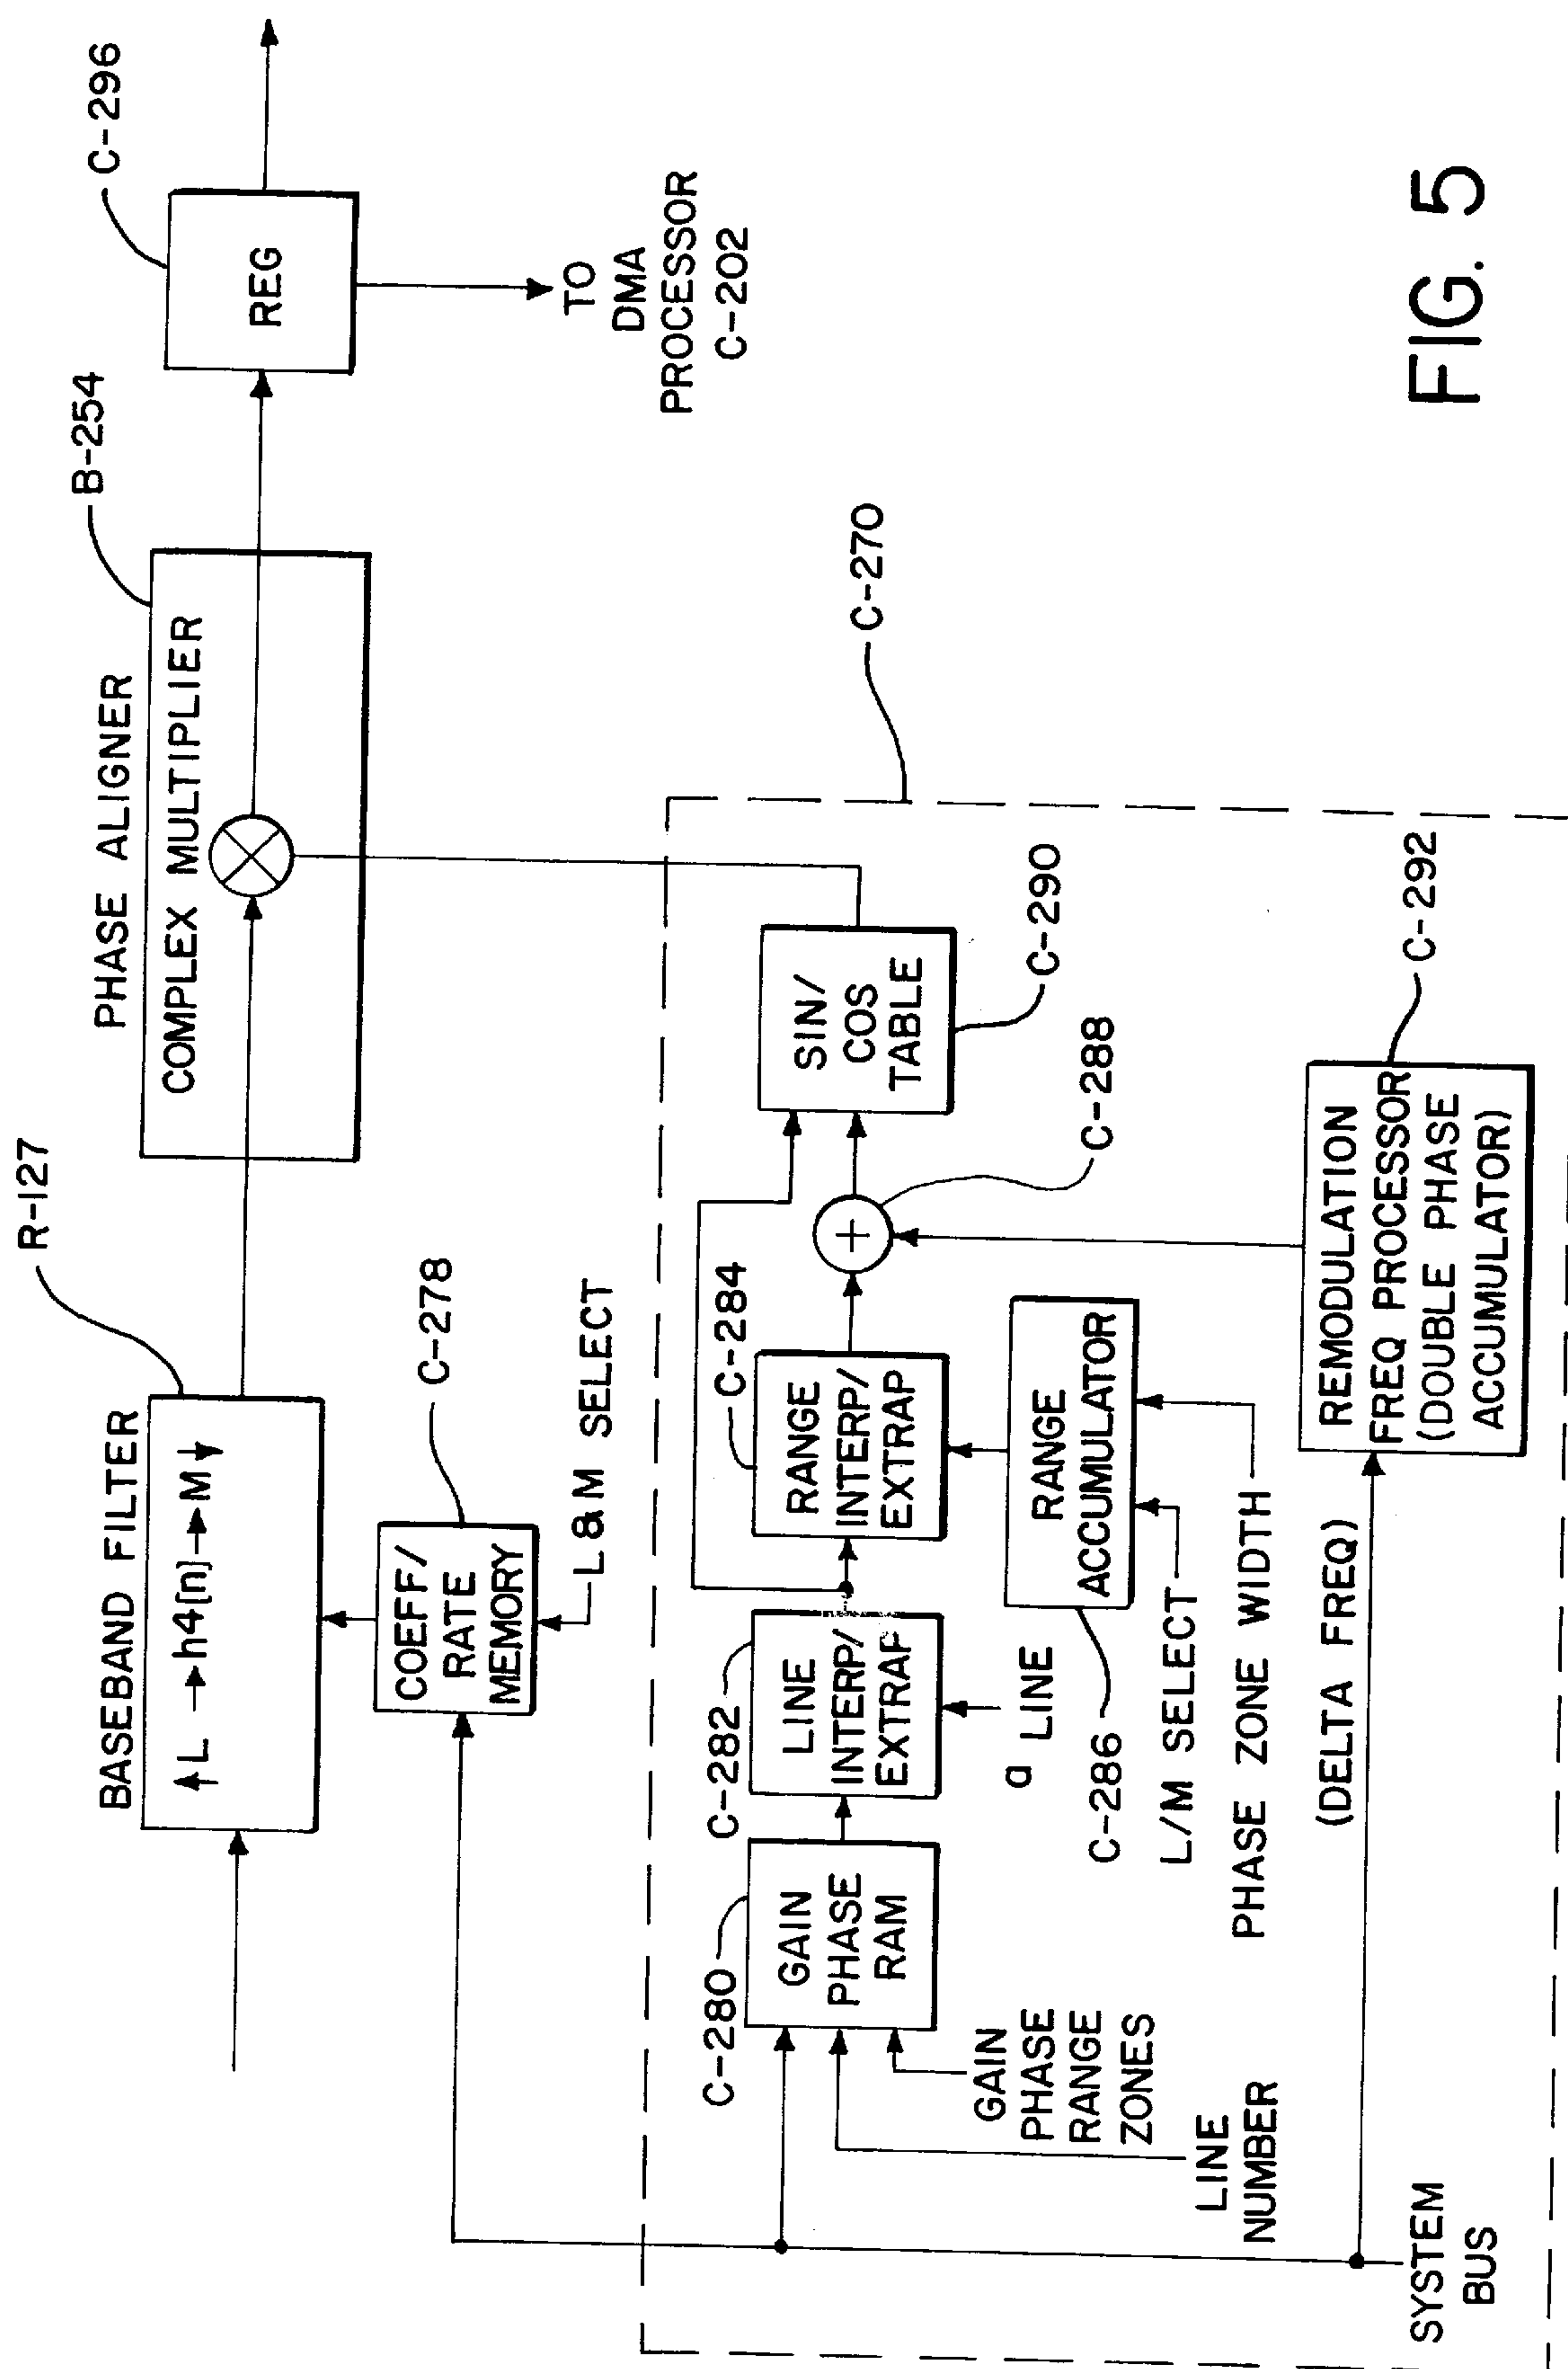 BASEBAND FILTER
R-127
↑L→h4[n]→M↓
PHASE ALIGNER
COMPLEX MULTIPLIER
B-254
REG
C-296
TO
DMA
PROCESSOR
C-202
COEFF/
RATE
MEMORY
C-278
L&M SELECT
C-270
C-280
GAIN
PHASE
RAM
C-282
LINE
INTERP/
EXTRAP
C-284
RANGE
INTERP/
EXTRAP
+
C-288
SIN/
COS
TABLE
C-290
GAIN
PHASE
RANGE
ZONES
LINE
NUMBER
a LINE
RANGE
ACCUMULATOR
C-286
L/M SELECT
PHASE ZONE WIDTH
(DELTA FREQ)
REMODULATION
FREQ PROCESSOR
(DOUBLE PHASE
ACCUMULATOR)
C-292
SYSTEM
BUS
FIG. 5